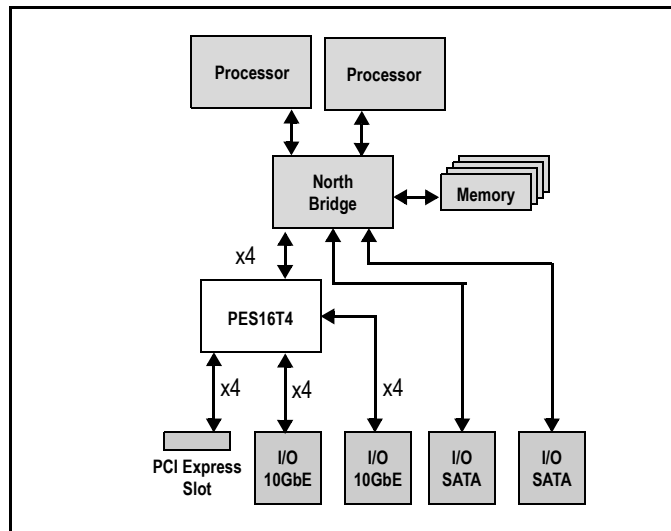 Processor
Processor
North
Bridge
Memory
x4
PES16T4
x4
x4
x4
PCI Express
Slot
I/O
10GbE
I/O
10GbE
I/O
SATA
I/O
SATA